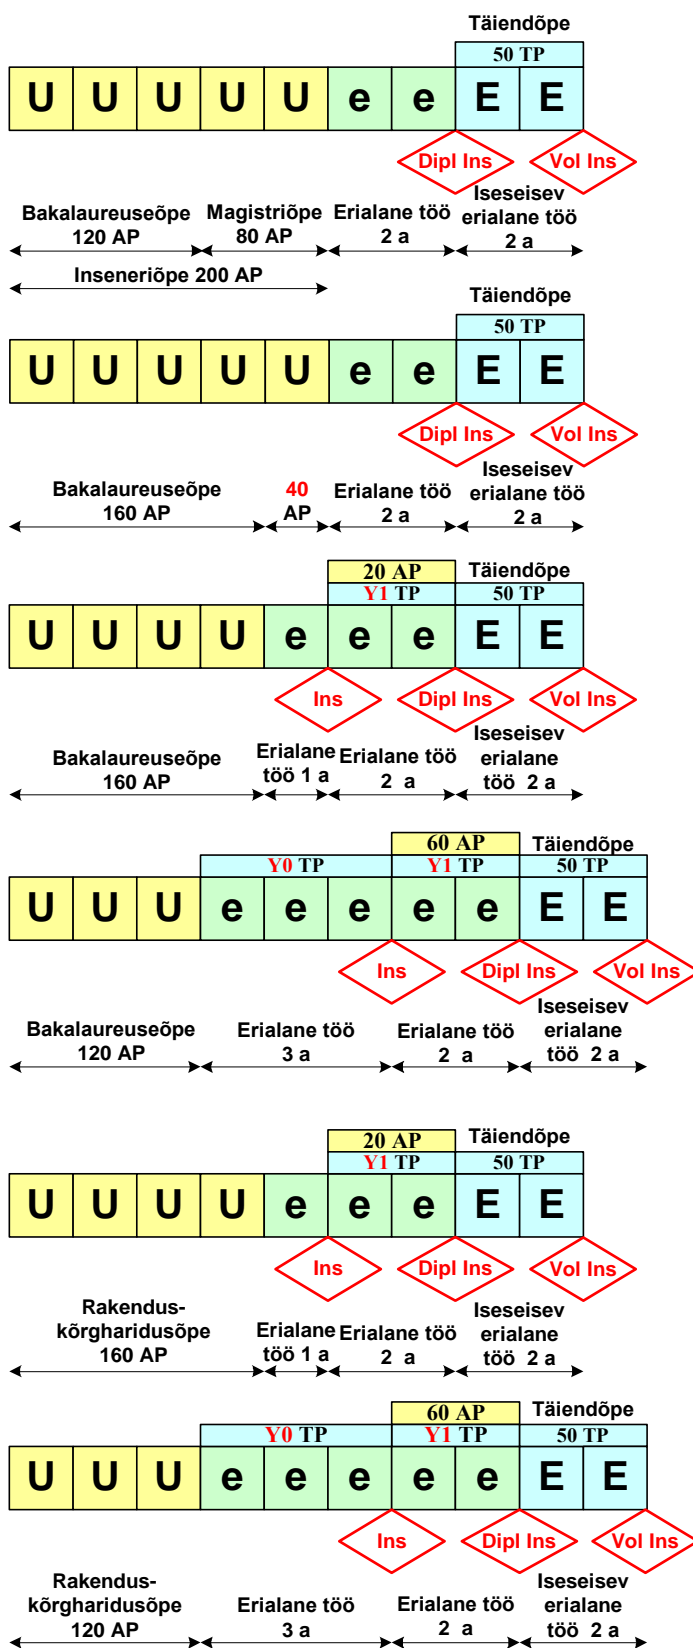 Täiendõpe
50 TP
U U U U U e e E E
Dipl Ins Vol Ins
Bakalaureuseõpe
120 AP
Magistriõpe
80 AP
Erialane töö
2 a
Iseseisev
erialane töö
2 a
Inseneriõpe 200 AP
Täiendõpe
50 TP
U U U U U e e E E
Dipl Ins Vol Ins
Bakalaureuseõpe
160 AP
40
AP
Erialane töö
2 a
Iseseisev
erialane töö
2 a
20 AP Täiendõpe
Y1 TP 50 TP
U U U U e e e E E
Ins Dipl Ins Vol Ins
Bakalaureuseõpe
160 AP
Erialane
töö 1 a
Erialane töö
2 a
Iseseisev
erialane
töö 2 a
60 AP Täiendõpe
Y0 TP Y1 TP 50 TP
U U U e e e e e E E
Ins Dipl Ins Vol Ins
Bakalaureuseõpe
120 AP
Erialane töö
3 a
Erialane töö
2 a
Iseseisev
erialane
töö 2 a
20 AP Täiendõpe
Y1 TP 50 TP
U U U U e e e E E
Ins Dipl Ins Vol Ins
Rakendus-
kõrgharidusõpe
160 AP
Erialane
töö 1 a
Erialane töö
2 a
Iseseisev
erialane
töö 2 a
60 AP Täiendõpe
Y0 TP Y1 TP 50 TP
U U U e e e e e E E
Ins Dipl Ins Vol Ins
Rakendus-
kõrgharidusõpe
120 AP
Erialane töö
3 a
Erialane töö
2 a
Iseseisev
erialane
töö 2 a